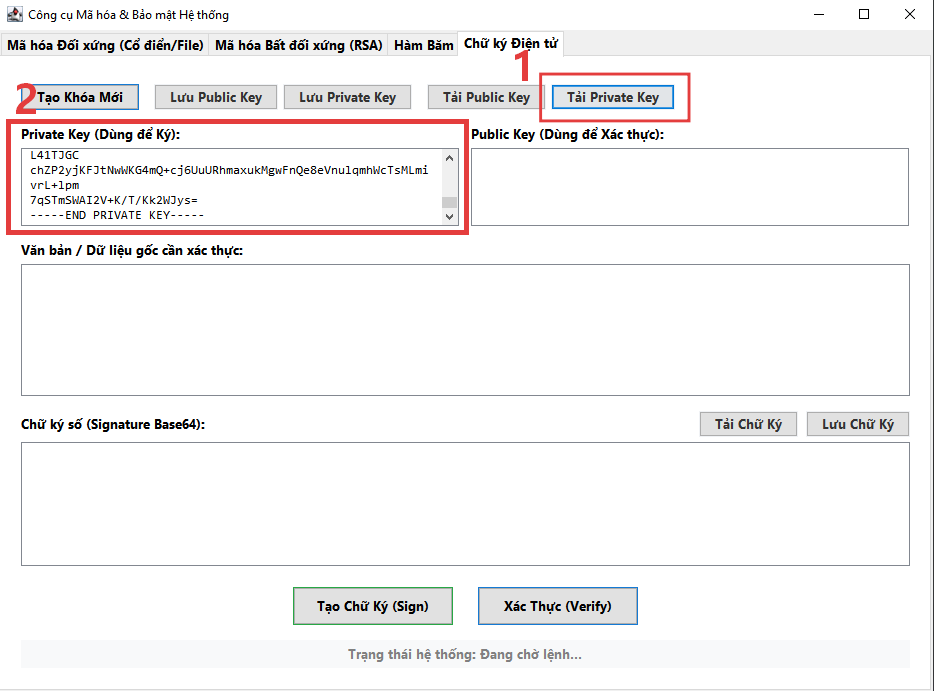 Công cụ Mã hóa & Bảo mật Hệ thống
Mã hóa Đối xứng (Cổ điển/File) Mã hóa Bất đối xứng (RSA) Hàm Băm Chữ ký Điện tử
1
2
Tạo Khóa Mới Lưu Public Key Lưu Private Key Tải Public Key Tải Private Key
Private Key (Dùng để Ký): Public Key (Dùng để Xác thực):
L41TJGC
chZP2yjKFJtNwWKG4mQ+cj6UuURhmaxukMgwFnQe8eVnulqmhWcTsMLmi
vrL+lpm
7qSTmSWAI2V+K/T/Kk2WJys=
-----END PRIVATE KEY-----
Văn bản / Dữ liệu gốc cần xác thực:
Chữ ký số (Signature Base64): Tải Chữ Ký Lưu Chữ Ký
Tạo Chữ Ký (Sign) Xác Thực (Verify)
Trạng thái hệ thống: Đang chờ lệnh...